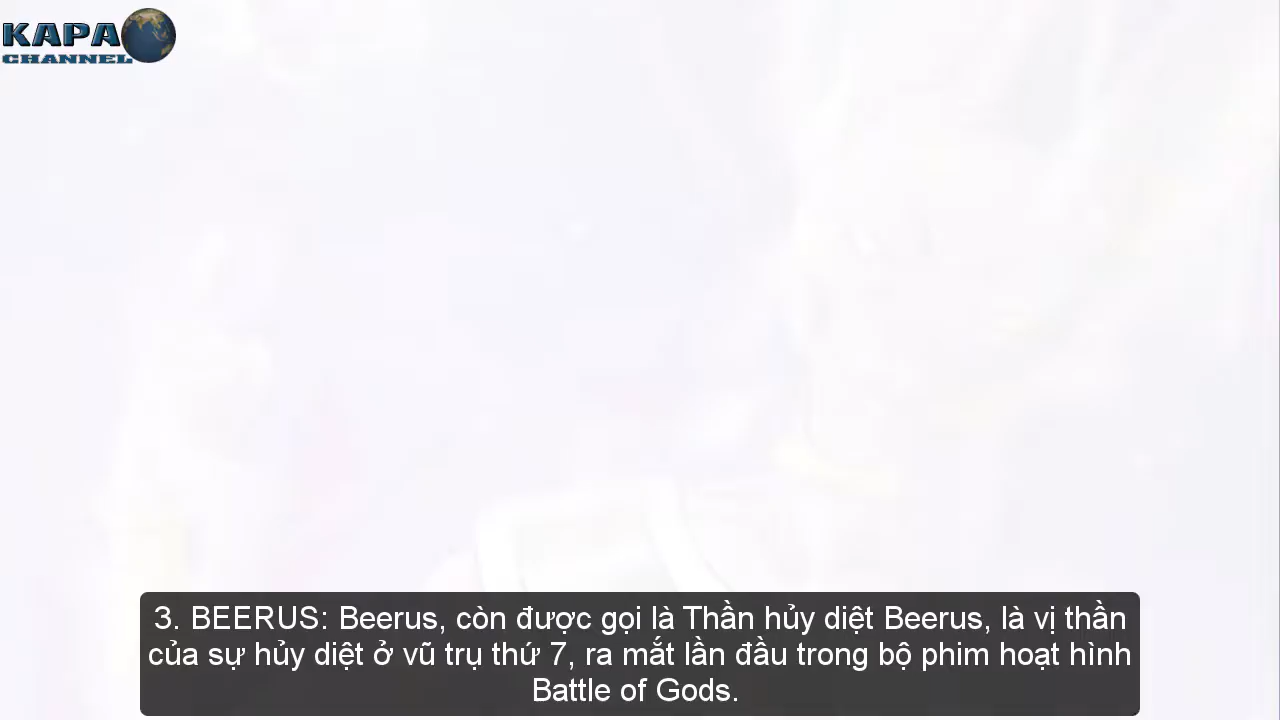 KAPA
CHANNEL
3. BEERUS: Beerus, còn được gọi là Thần hủy diệt Beerus, là vị thần
của sự hủy diệt ở vũ trụ thứ 7, ra mắt lần đầu trong bộ phim hoạt hình
Battle of Gods.